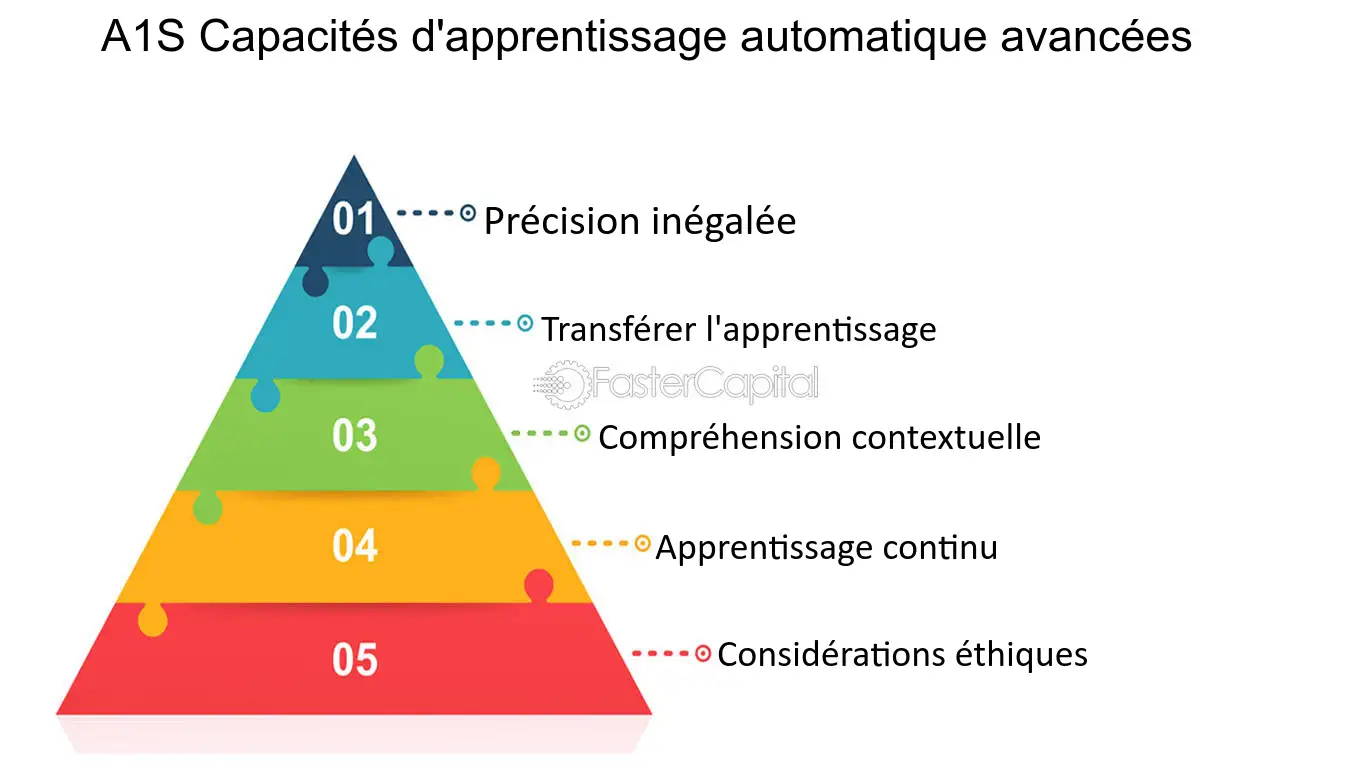 A1S Capacités d'apprentissage automatique avancées
01
Précision inégalée
02
Transférer l'apprentissage
FasterCapital
03
Compréhension contextuelle
04
Apprentissage continu
05
Considérations éthiques